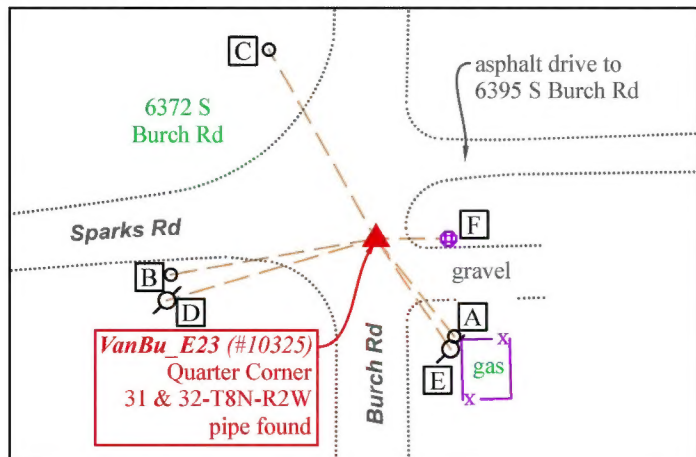 C
asphalt drive to
6395 S Burch Rd
6372 S
Burch Rd
Sparks Rd
F
B
gravel
D
A
VanBu_E23 (#10325)
Quarter Corner
31 & 32-T8N-R2W
pipe found
Burch Rd
E
x
gas
x